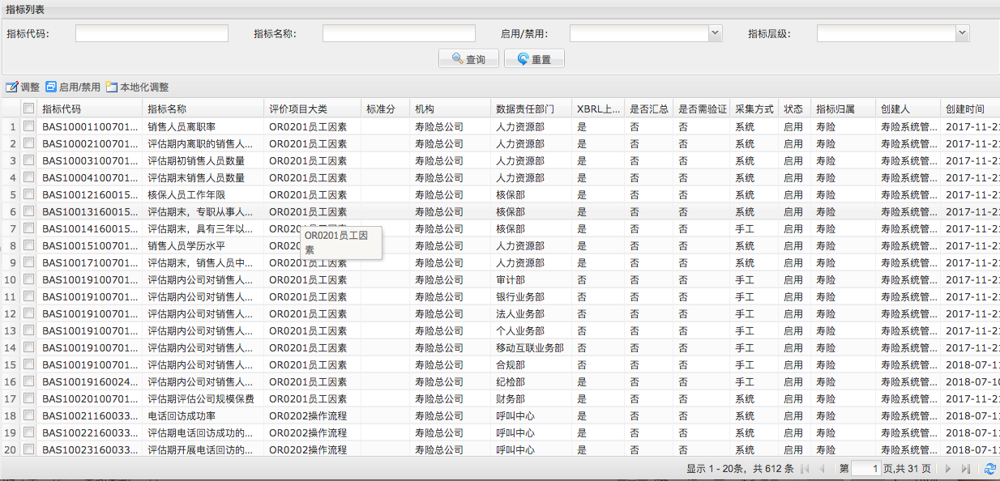 指标列表
指标代码: 指标名称: 启用/禁用: 指标层级:
查询 重置
调整 启用/禁用 本地化调整
指标代码 指标名称 评价项目大类 标准分 机构 数据责任部门 XBRL上... 是否汇总 是否需验证 采集方式 状态 指标归属 创建人 创建时间
1 BAS10001100701... 销售人员离职率 OR0201员工因素 寿险总公司 人力资源部 是 否 否 系统 启用 寿险 寿险系统管... 2017-11-21
2 BAS10002100701... 评估期内离职的销售人... OR0201员工因素 寿险总公司 人力资源部 是 否 否 系统 启用 寿险 寿险系统管... 2017-11-21
3 BAS10003100701... 评估期初销售人员数量 OR0201员工因素 寿险总公司 人力资源部 是 否 否 系统 启用 寿险 寿险系统管... 2017-11-21
4 BAS10004100701... 评估期末销售人员数量 OR0201员工因素 寿险总公司 人力资源部 是 否 否 系统 启用 寿险 寿险系统管... 2017-11-21
5 BAS10012160015... 核保人员工作年限 OR0201员工因素 寿险总公司 核保部 是 否 否 系统 启用 寿险 寿险系统管... 2017-11-21
6 BAS10013160015... 评估期末，专职从事人... OR0201员工因素 寿险总公司 核保部 是 否 否 系统 启用 寿险 寿险系统管... 2017-11-21
7 BAS10014160015... 评估期末，具有三年以... OR0201员工因素 寿险总公司 核保部 是 否 否 手工 启用 寿险 寿险系统管... 2017-11-21
OR0201员工因
素
8 BAS10015100701... 销售人员学历水平 OR020 寿险总公司 人力资源部 是 否 否 系统 启用 寿险 寿险系统管... 2017-11-21
9 BAS10017100701... 评估期末，销售人员中... OR0201员工因素 寿险总公司 人力资源部 是 否 否 系统 启用 寿险 寿险系统管... 2017-11-21
10 BAS10019100701... 评估期内公司对销售人... OR0201员工因素 寿险总公司 审计部 否 否 否 手工 启用 寿险 寿险系统管... 2017-11-21
11 BAS10019100701... 评估期内公司对销售人... OR0201员工因素 寿险总公司 银行业务部 否 否 否 手工 启用 寿险 寿险系统管... 2017-11-21
12 BAS10019100701... 评估期内公司对销售人... OR0201员工因素 寿险总公司 法人业务部 否 否 否 手工 启用 寿险 寿险系统管... 2017-11-21
13 BAS10019100701... 评估期内公司对销售人... OR0201员工因素 寿险总公司 个人业务部 否 否 否 手工 启用 寿险 寿险系统管... 2017-11-21
14 BAS10019100701... 评估期内公司对销售人... OR0201员工因素 寿险总公司 移动互联业务部 否 否 否 手工 启用 寿险 寿险系统管... 2017-11-21
15 BAS10019100701... 评估期内公司对销售人... OR0201员工因素 寿险总公司 合规部 否 否 否 手工 启用 寿险 寿险系统管... 2018-07-11
16 BAS10019160024... 评估期内公司对销售人... OR0201员工因素 寿险总公司 纪检部 是 否 否 手工 启用 寿险 寿险系统管... 2018-07-10
17 BAS10020100701... 评估期评估公司规模保费 OR0201员工因素 寿险总公司 财务部 是 否 否 系统 启用 寿险 寿险系统管... 2017-11-21
18 BAS10021160033... 电话回访成功率 OR0202操作流程 寿险总公司 呼叫中心 是 否 否 系统 启用 寿险 寿险系统管... 2018-07-11
19 BAS10022160033... 评估期电话回访成功的... OR0202操作流程 寿险总公司 呼叫中心 是 否 否 系统 启用 寿险 寿险系统管... 2018-07-11
20 BAS10023160033... 评估期开展电话回访的... OR0202操作流程 寿险总公司 呼叫中心 是 否 否 系统 启用 寿险 寿险系统管... 2018-07-11
显示 1 - 20条，共 612 条 第 1 页,共 31 页